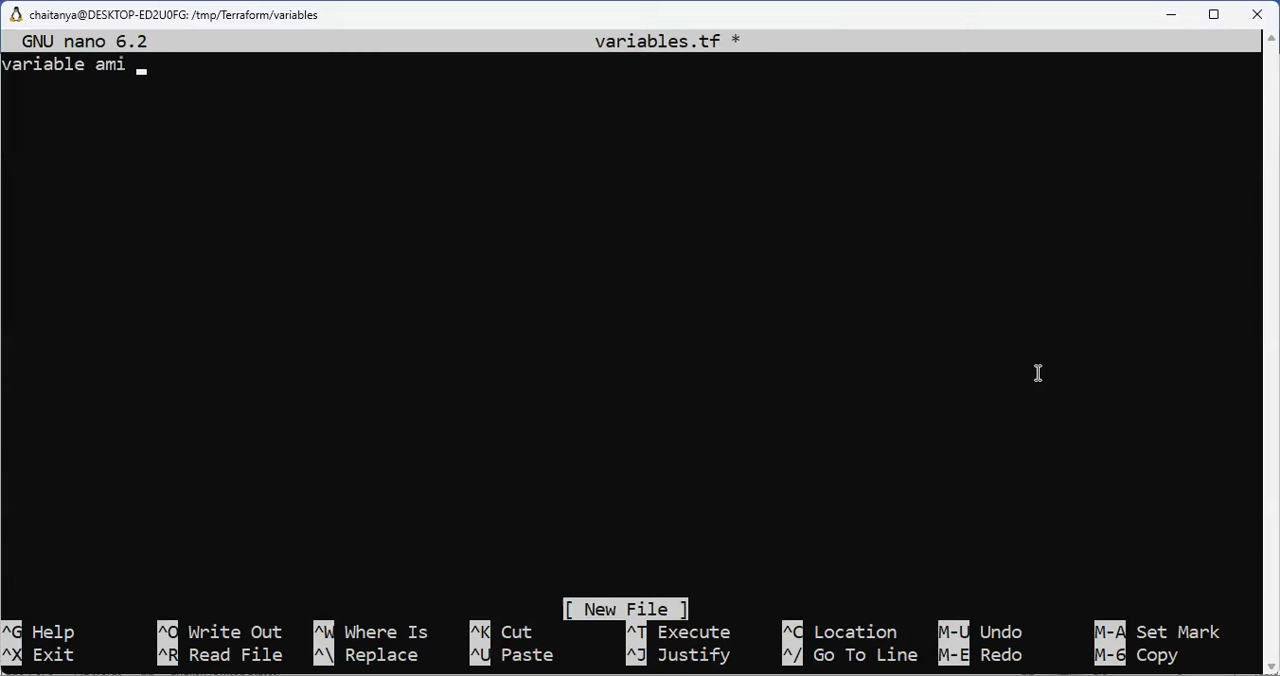 chaitanya@DESKTOP-ED2U0FG: /tmp/Terraform/variables
GNU nano 6.2 variables.tf *
variable ami
[ New File ]
^G Help ^O Write Out ^W Where Is ^K Cut ^T Execute ^C Location M-U Undo M-A Set Mark
^X Exit ^R Read File ^\ Replace ^U Paste ^J Justify ^/ Go To Line M-E Redo M-6 Copy